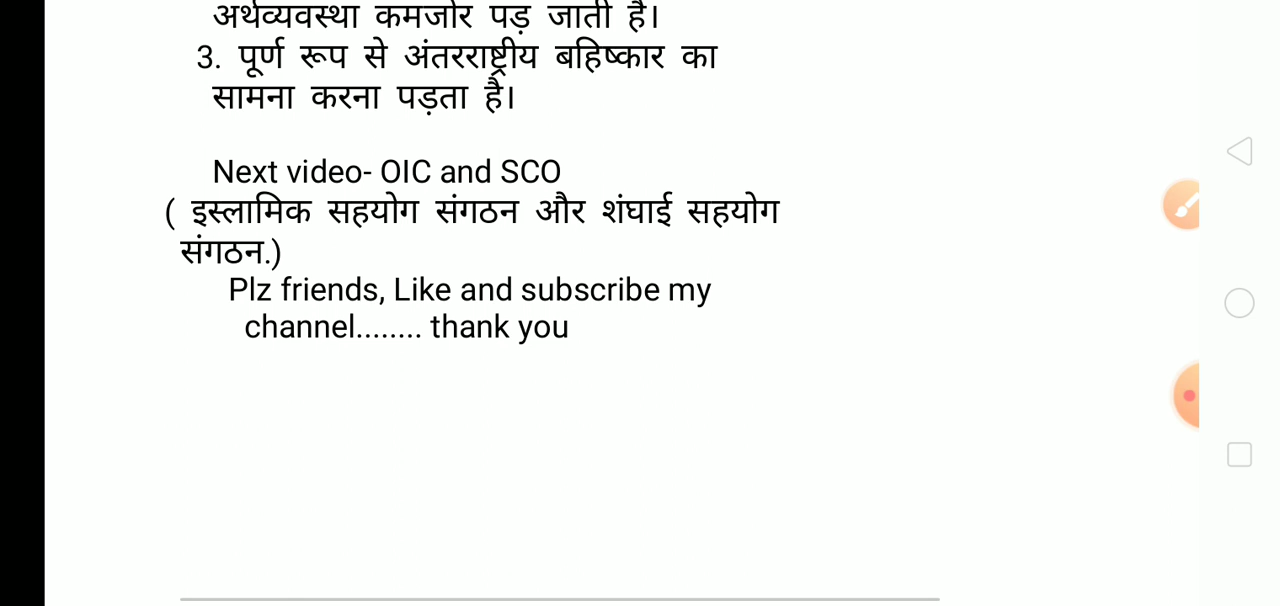 अर्थव्यवस्था कमजोर पड़ जाती है।
3. पूर्ण रूप से अंतरराष्ट्रीय बहिष्कार का
सामना करना पड़ता है।
Next video- OIC and SCO
( इस्लामिक सहयोग संगठन और शंघाई सहयोग
संगठन.)
Plz friends, Like and subscribe my
channel........ thank you